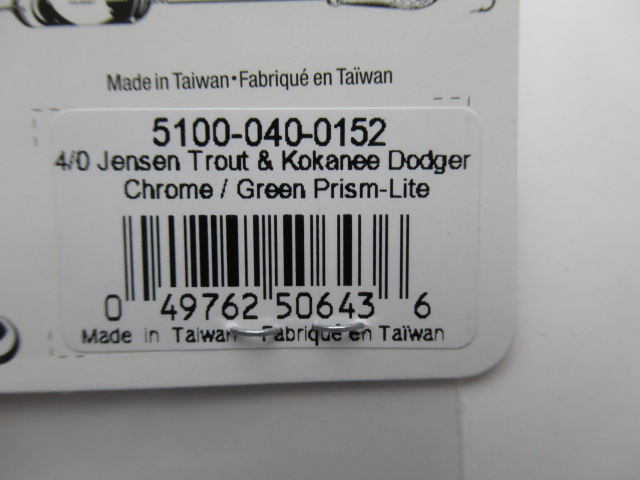 Made in Taiwan•Fabriqué en Taïwan
5100-040-0152
4/0 Jensen Trout & Kokanee Dodger
Chrome / Green Prism-Lite
0 49762 50643 6
Made in Taiwan Fabrique en Taïwan